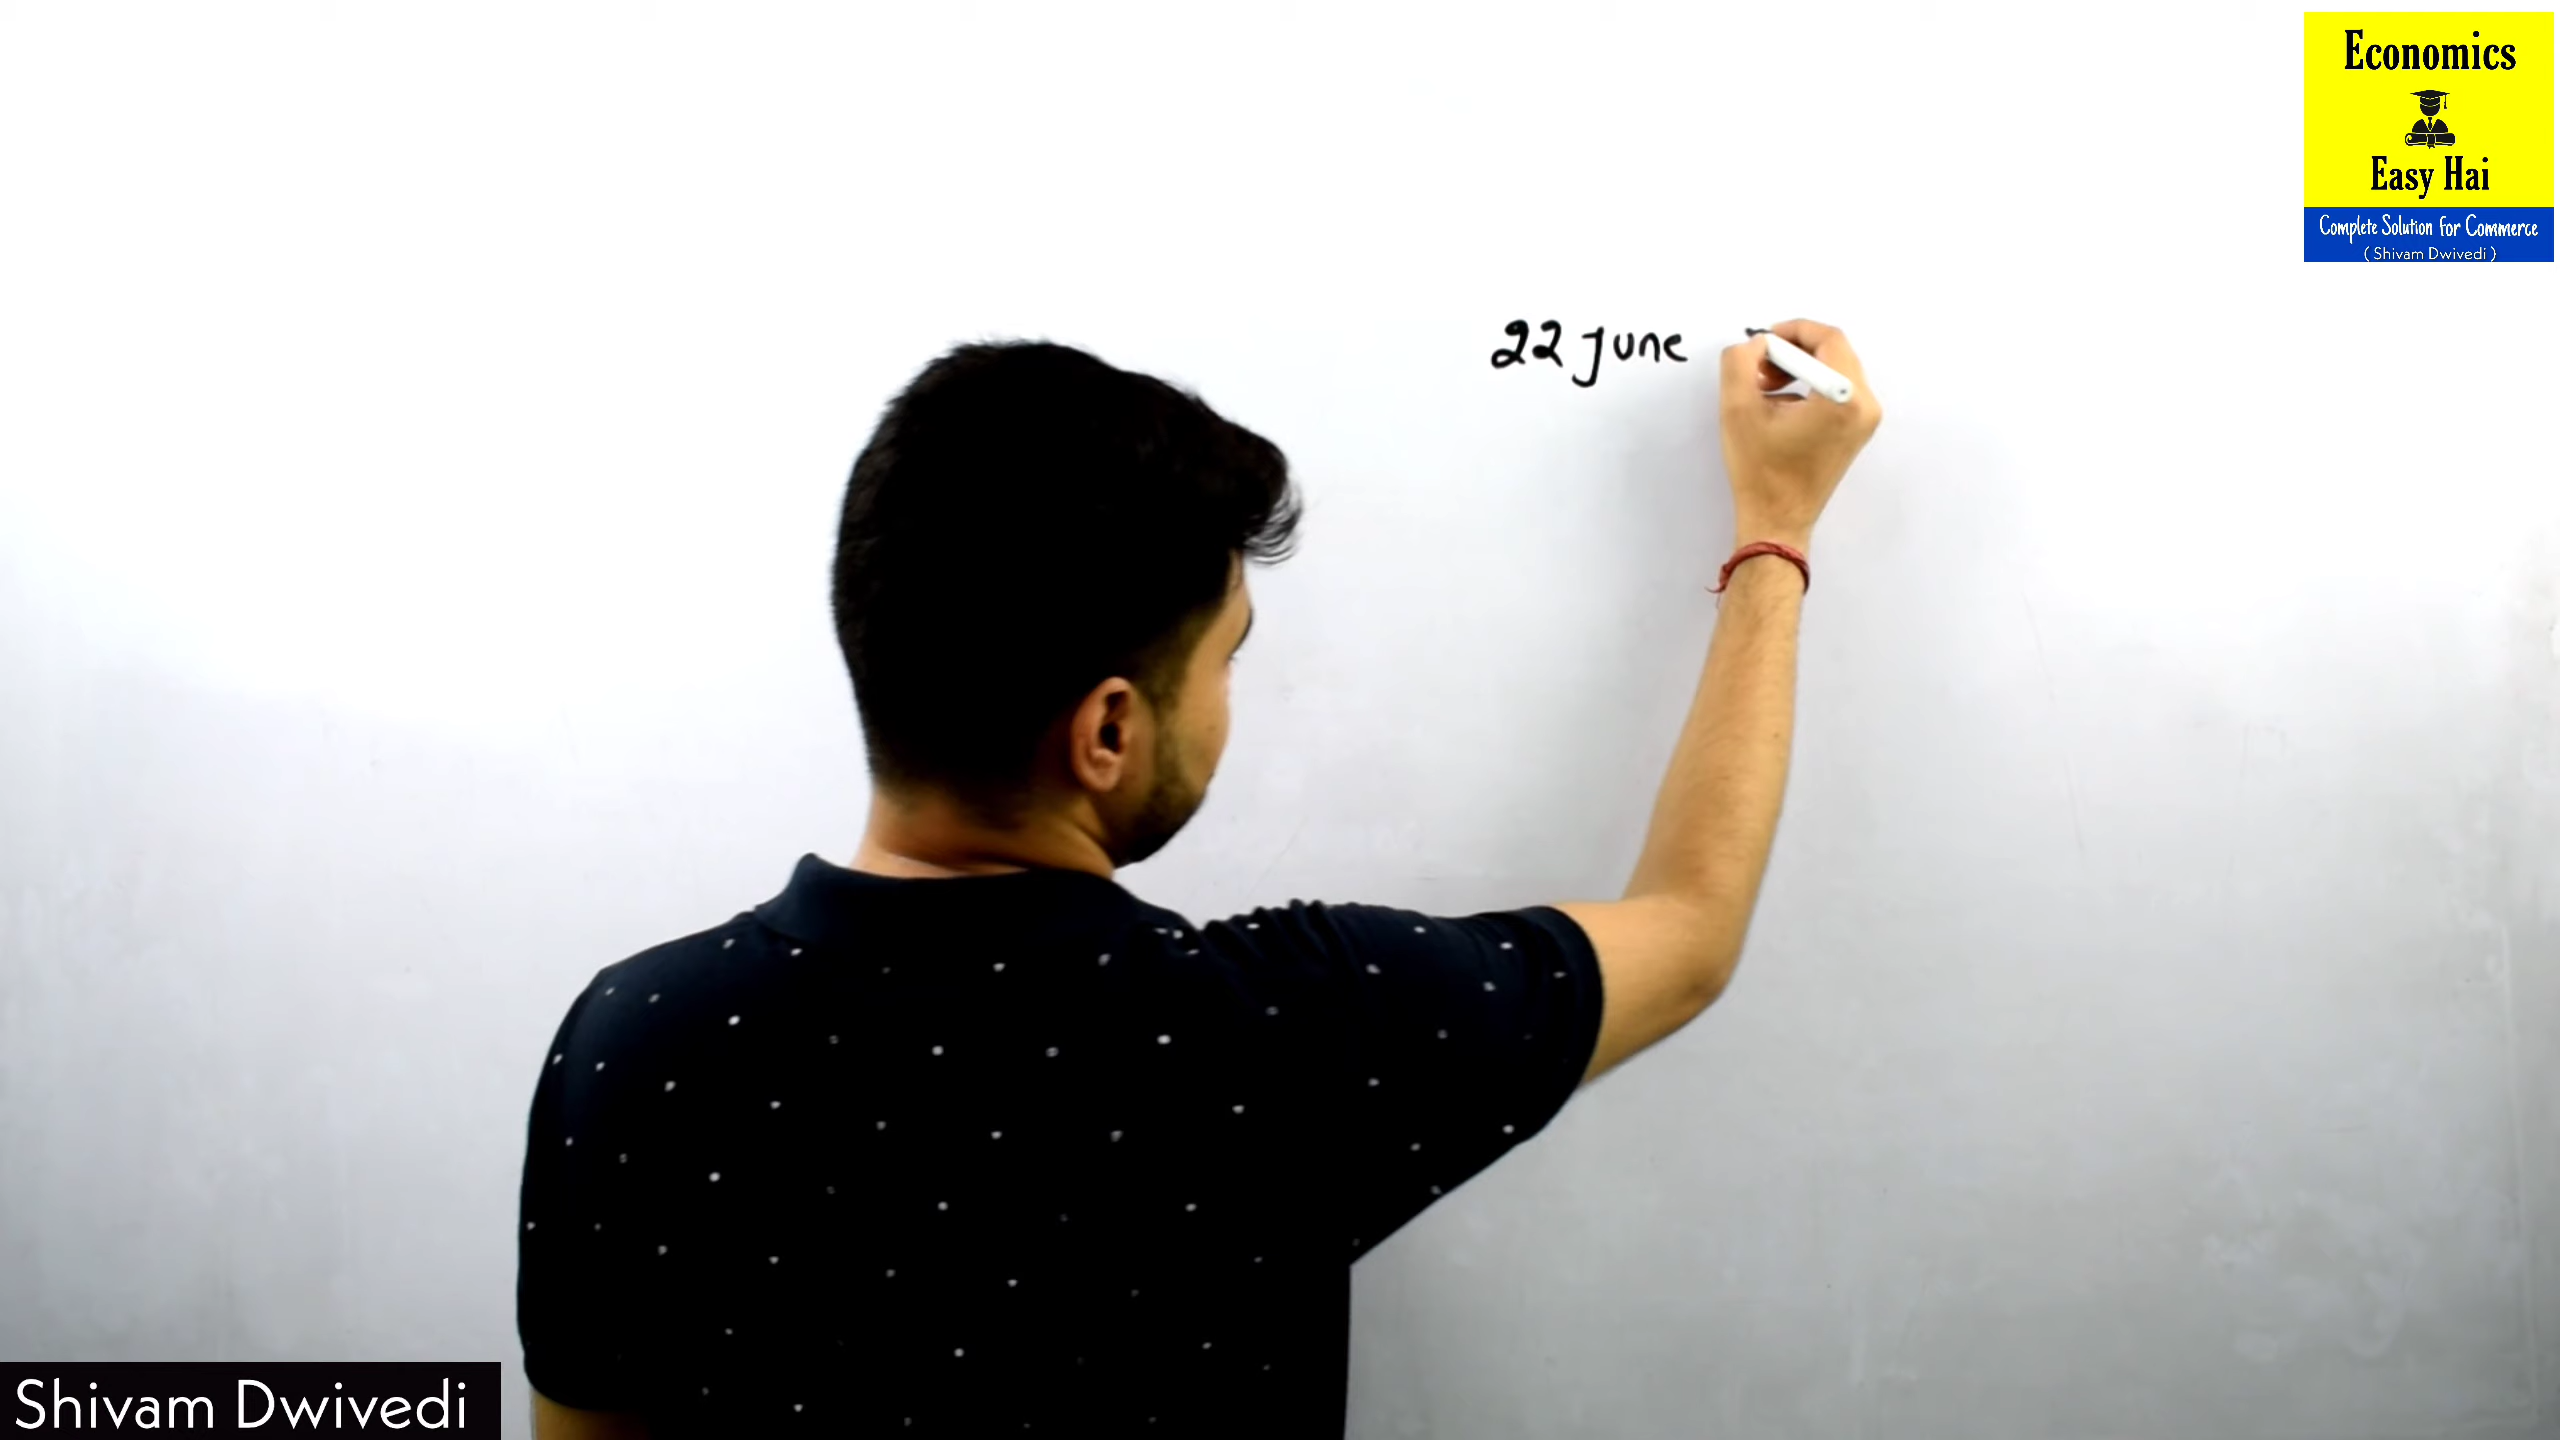 Economics
Easy Hai
Complete Solution for Commerce
( Shivam Dwivedi )
22 June
Shivam Dwivedi